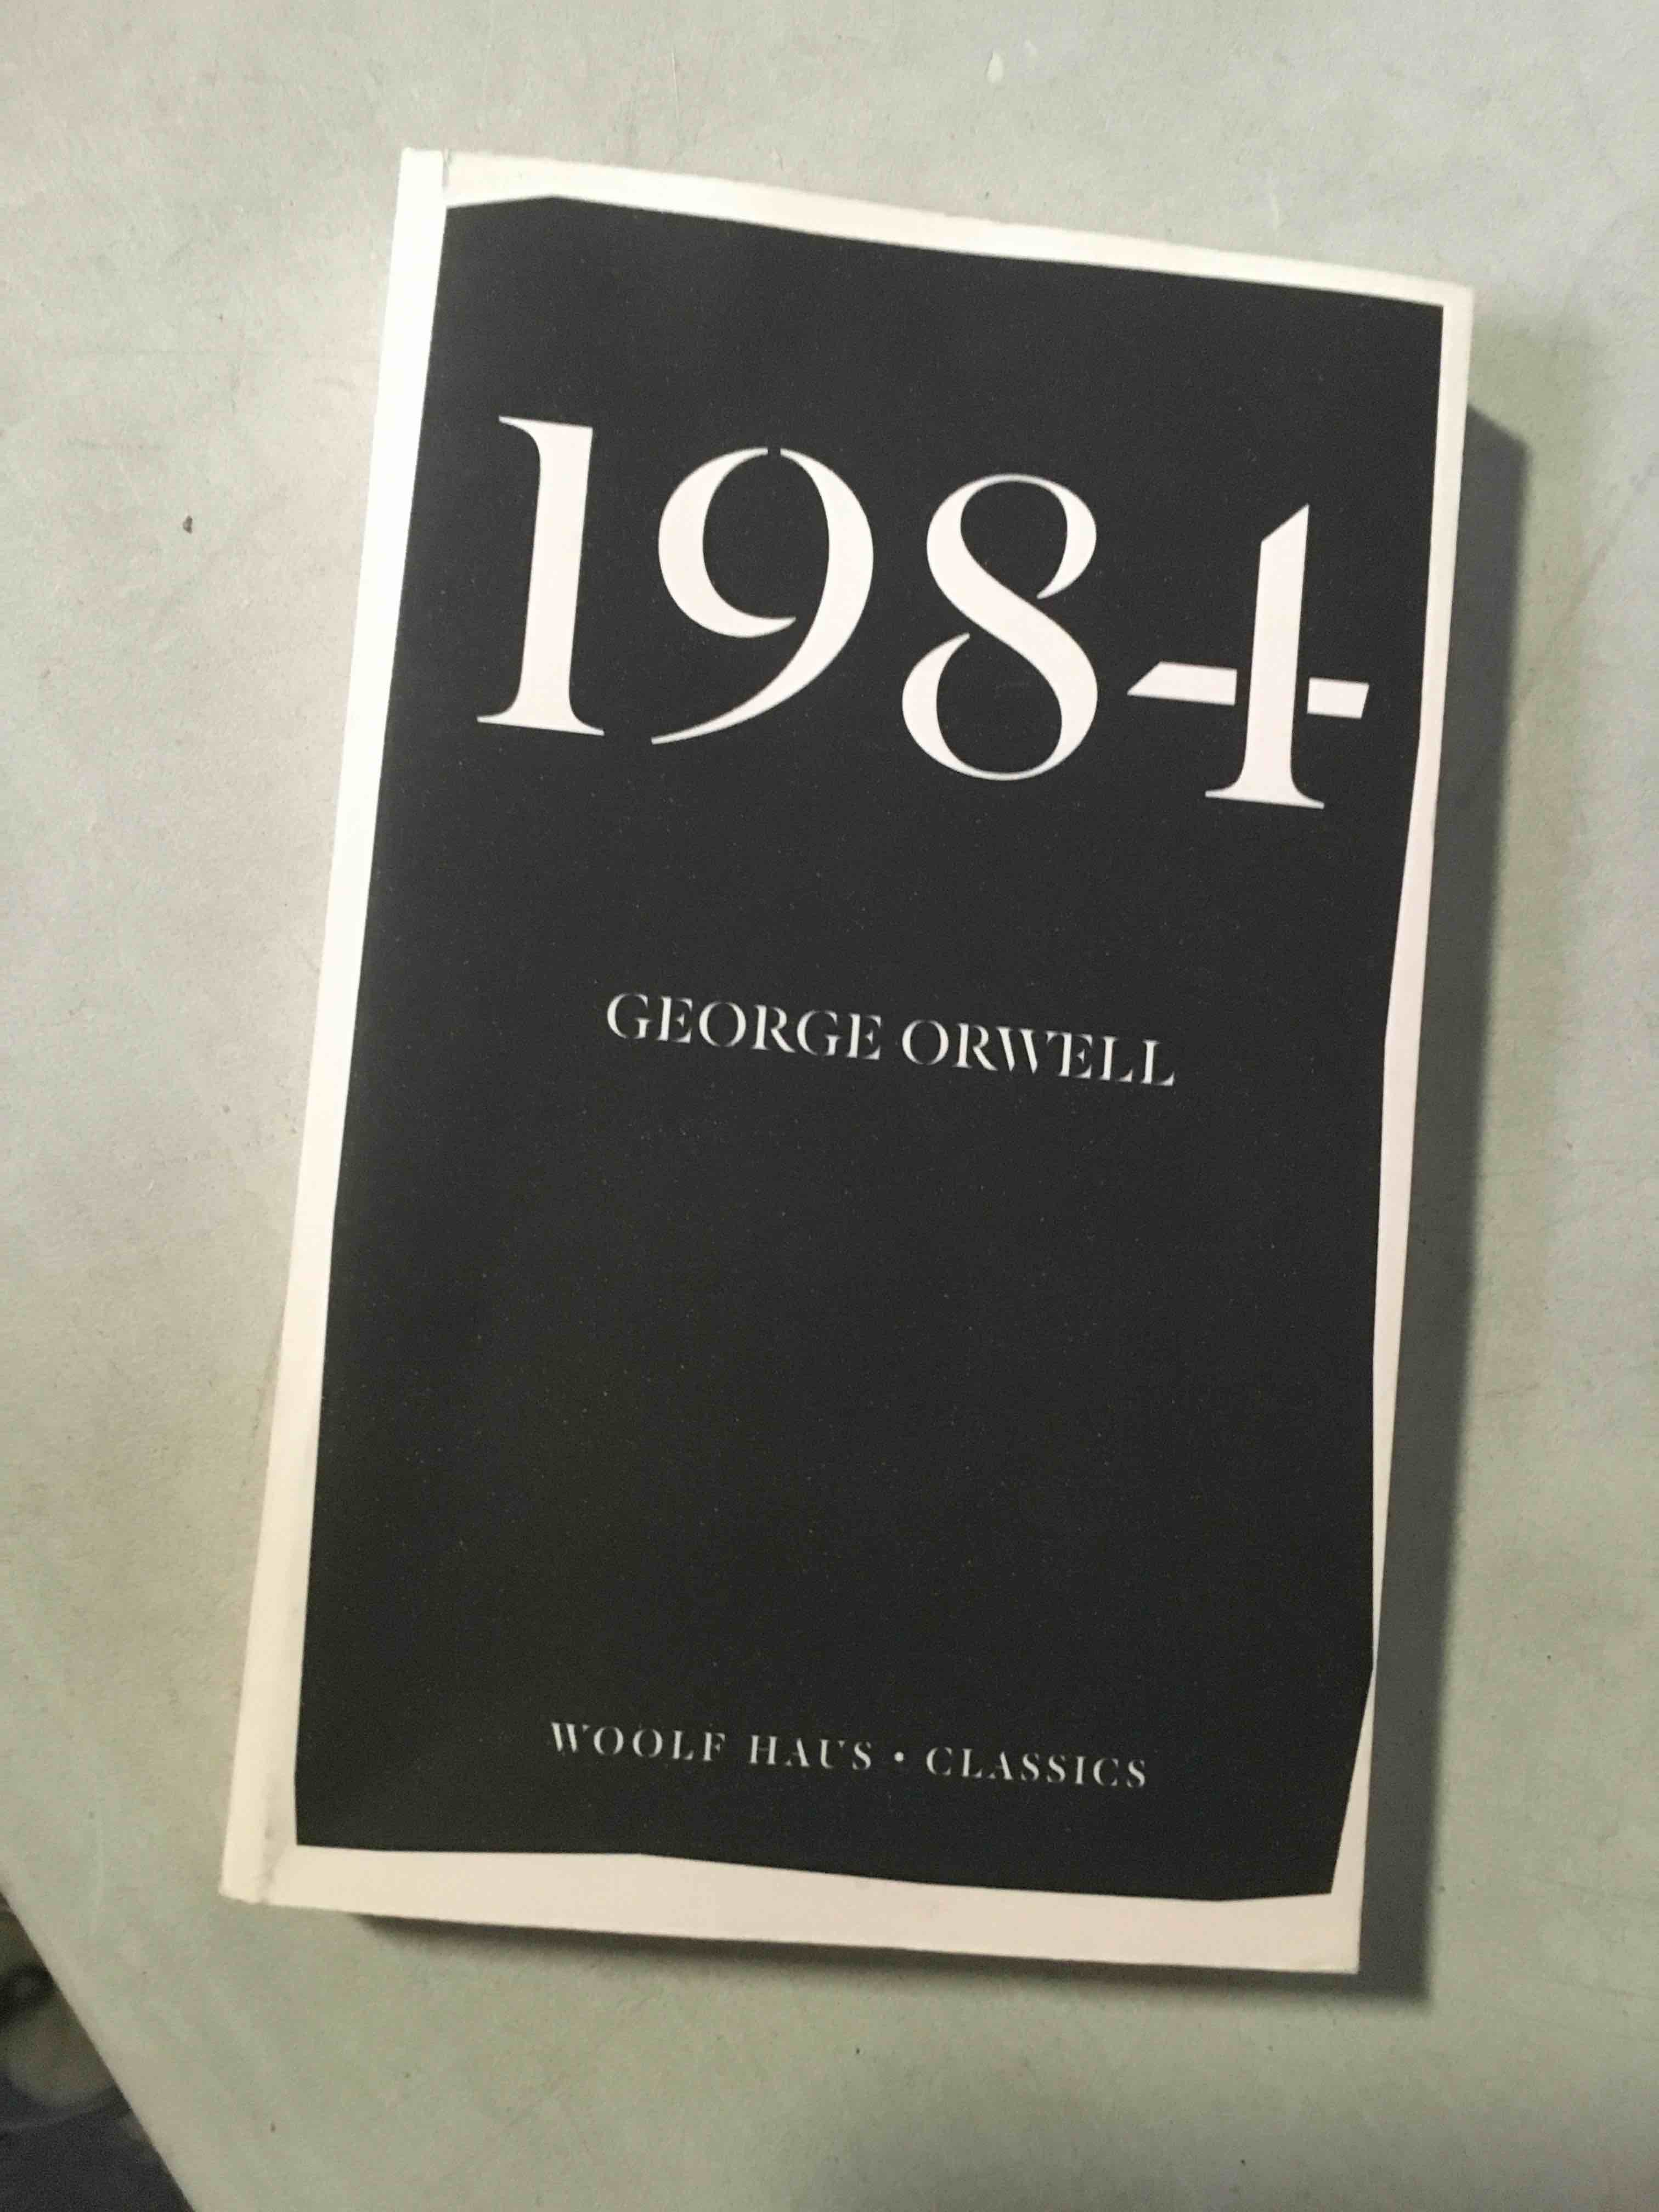 1984
GEORGE ORWELL
WOOLF HAUS • CLASSICS